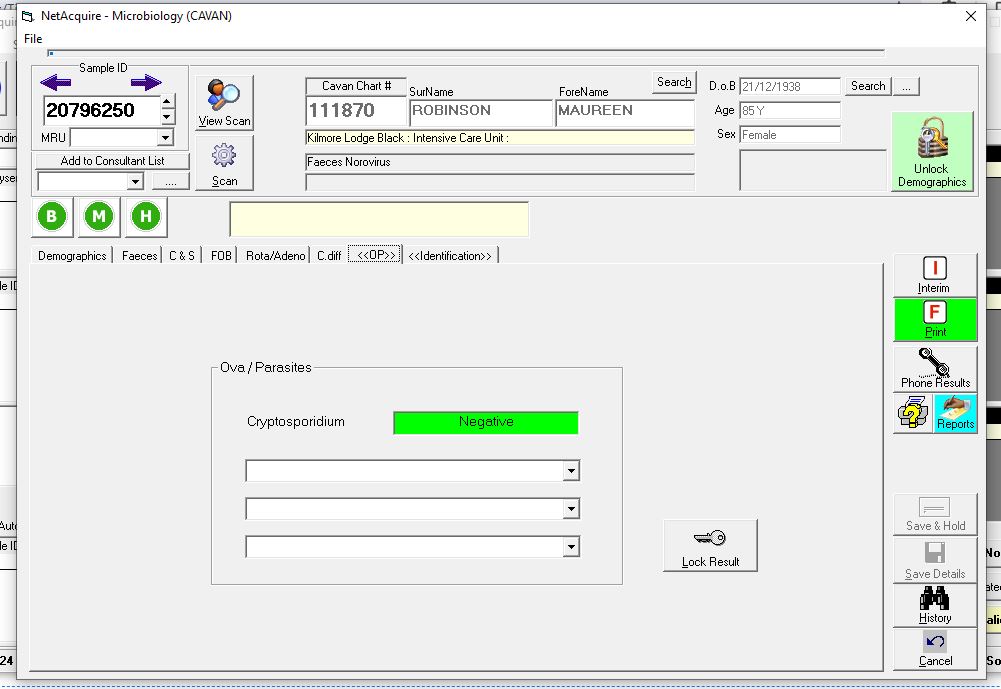 NetAcquire - Microbiology (CAVAN)
File
Sample ID
20796250
MRU
Add to Consultant List
....
View Scan
Scan
Cavan Chart #
SurName
ForeName
Search
111870
ROBINSON
MAUREEN
Kilmore Lodge Black : Intensive Care Unit :
Faeces Norovirus
D.o.B 21/12/1938 Search ...
Age 85Y
Sex Female
Unlock
Demographics
B M H
Demographics Faeces C & S FOB Rota/Adeno C.diff <<OP>> <<Identification>>
Ova / Parasites
Cryptosporidium Negative
Lock Result
I
Interim
F
Print
Phone Results
Reports
Save & Hold
Save Details
History
Cancel
24